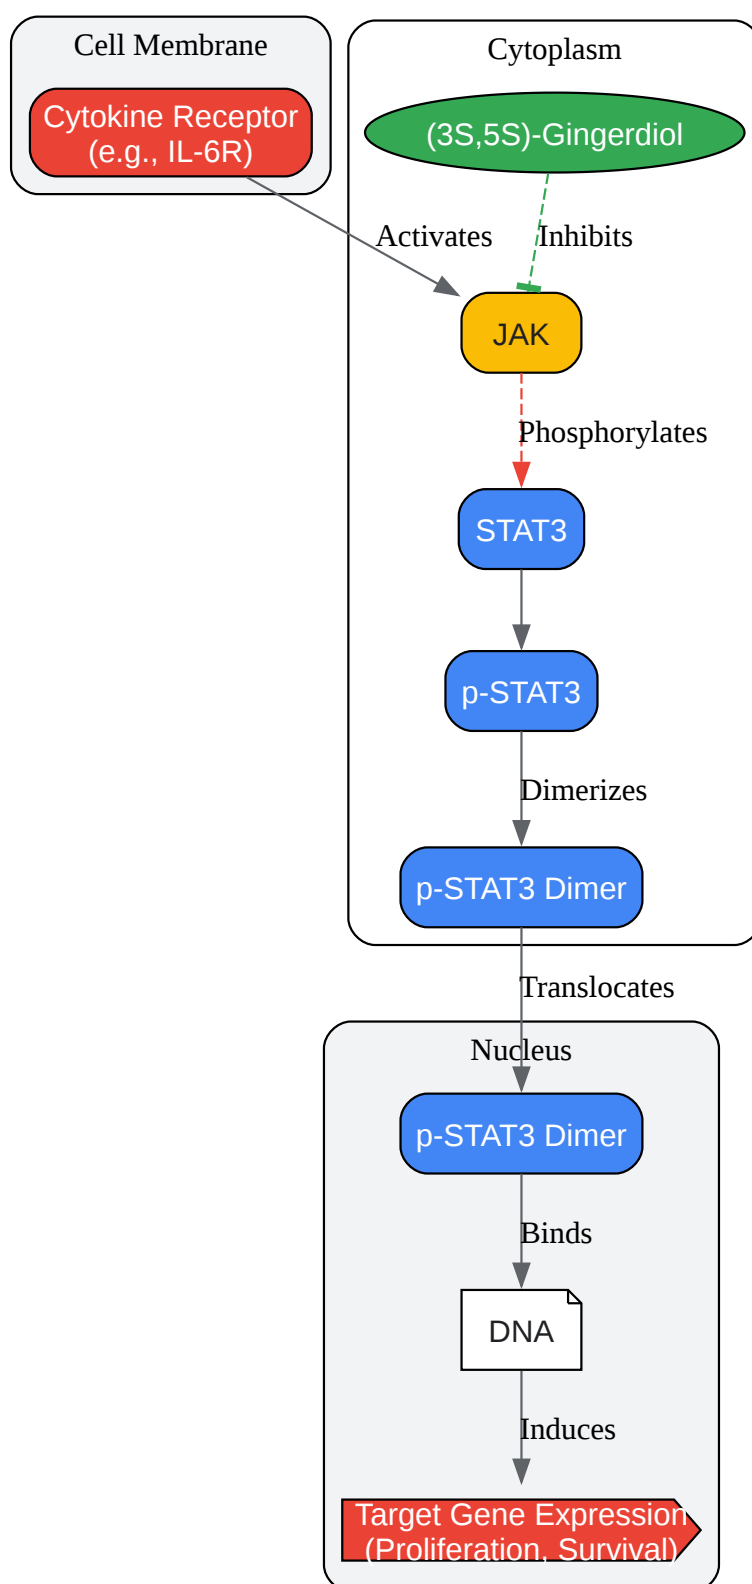 Cell Membrane
Cytokine Receptor
(e.g., IL-6R)
Cytoplasm
(3S,5S)-Gingerdiol
Activates
Inhibits
JAK
Phosphorylates
STAT3
p-STAT3
Dimerizes
p-STAT3 Dimer
Translocates
Nucleus
p-STAT3 Dimer
Binds
DNA
Induces
Target Gene Expression
(Proliferation, Survival)